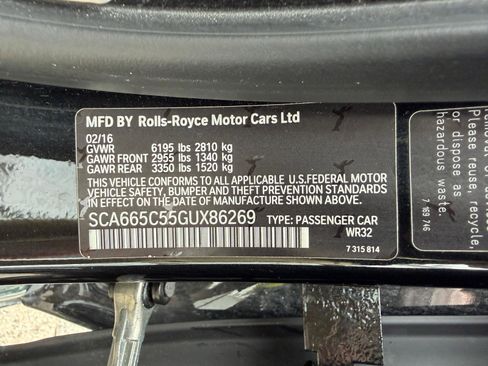 MFD BY Rolls-Royce Motor Cars Ltd
02/16
GVWR 6195 lbs 2810 kg
GAWR FRONT 2955 lbs 1340 kg
GAWR REAR 3350 lbs 1520 kg
THIS VEHICLE CONFORMS TO ALL APPLICABLE U.S.FEDERAL MOTOR
VEHICLE SAFETY, BUMPER AND THEFT PREVENTION STANDARDS
IN EFFECT ON THE DATE OF MANUFACTURE SHOWN ABOVE.
SCA665C55GUX86269 TYPE: PASSENGER CAR
WR32
7 315 814
Please reuse, recycle,
or dispose of as
hazardous waste.
7 169 746